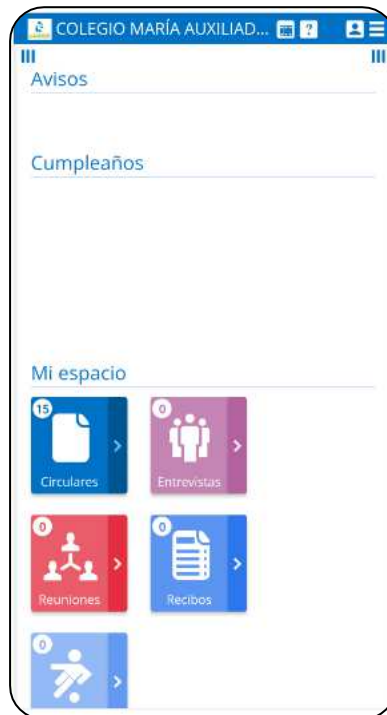 COLEGIO MARÍA AUXILIAD...
?
Avisos
Cumpleaños
Mi espacio
15
0
Circulares
Entrevistas
0
0
Reuniones
Recibos
0